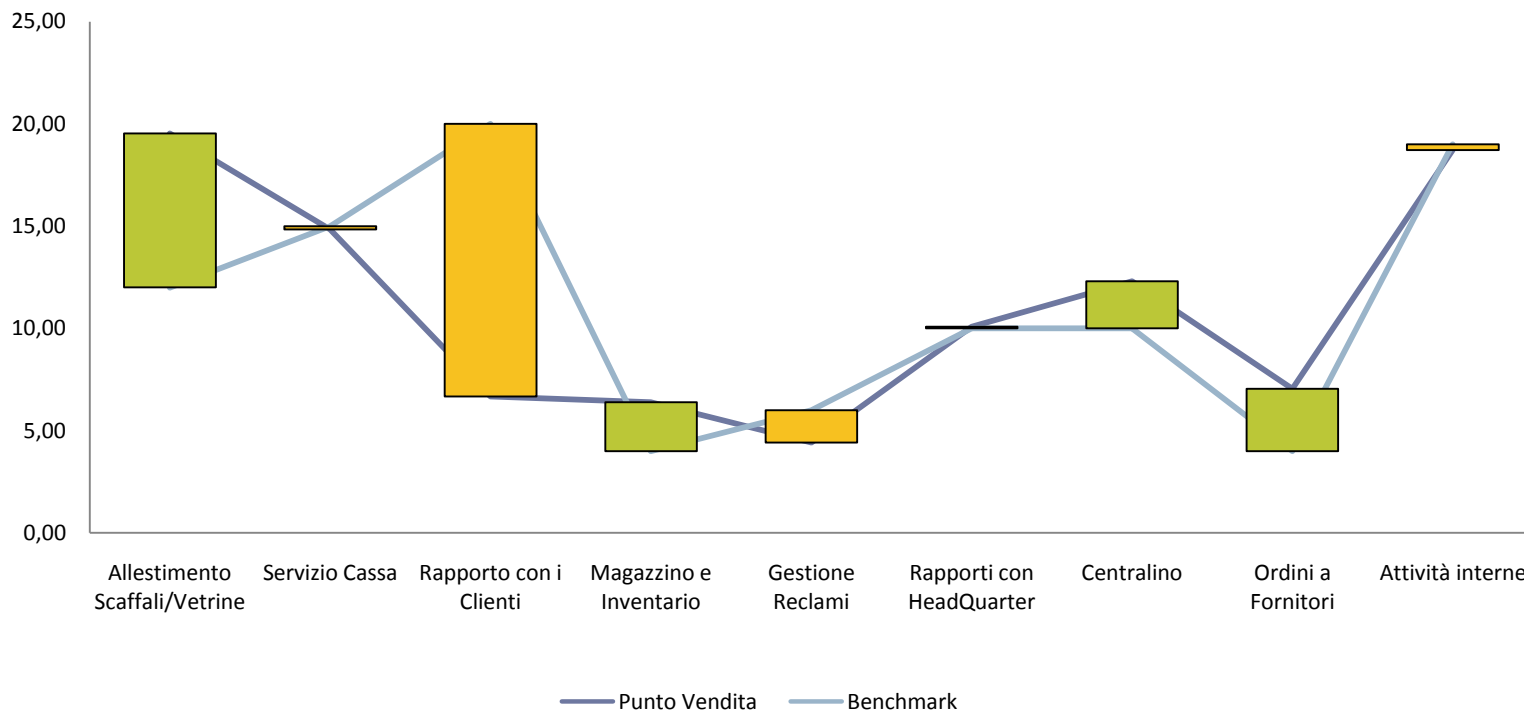 25,00
20,00
15,00
10,00
5,00
0,00
Allestimento
Scaffali/Vetrine
Servizio Cassa
Rapporto con i
Clienti
Magazzino e
Inventario
Gestione
Reclami
Rapporti con
HeadQuarter
Centralino
Ordini a
Fornitori
Attività interne
Punto Vendita
Benchmark